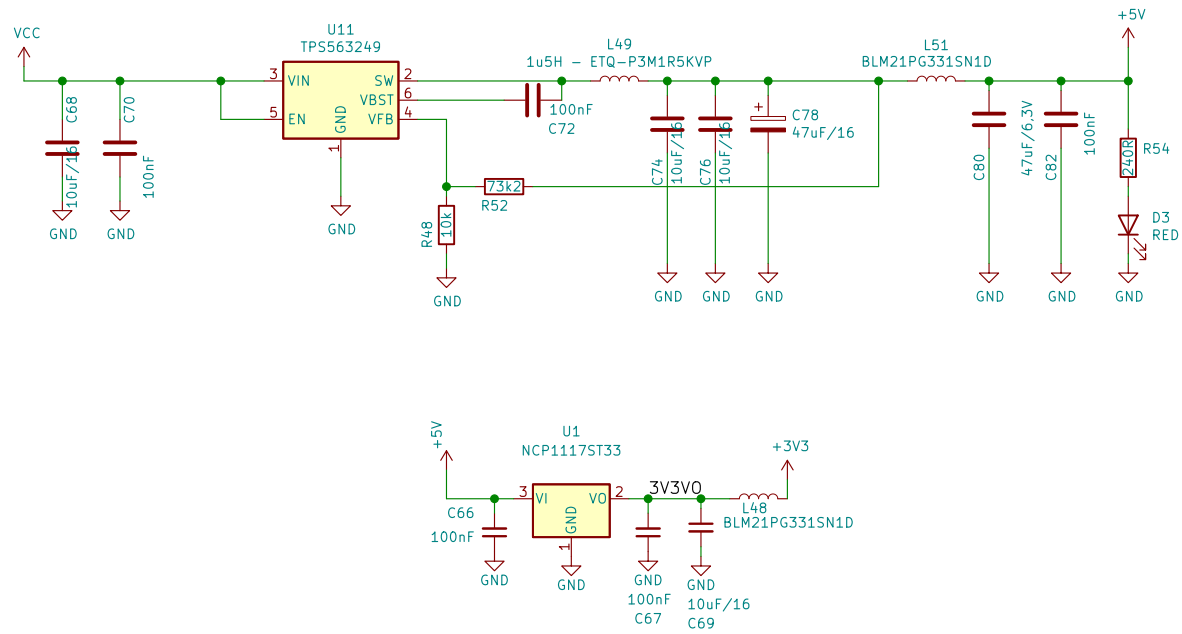 VCC
U11
TPS563249
3
VIN
5
EN
GND
1
SW
2
VBST
6
VFB
4
C68
10uF/16
GND
C70
100nF
GND
GND
100nF
C72
L49
1u5H - ETQ-P3M1R5KVP
73k2
R52
R48
10k
GND
C74
10uF/16
GND
C76
10uF/16
GND
C78
47uF/16
+
GND
L51
BLM21PG331SN1D
C80
47uF/6,3V
GND
C82
100nF
GND
+5V
R54
240R
D3
RED
GND
+5V
U1
NCP1117ST33
3
VI
VO
2
GND
1
GND
C66
100nF
GND
3V3VO
GND
100nF
C67
GND
10uF/16
C69
L48
BLM21PG331SN1D
+3V3